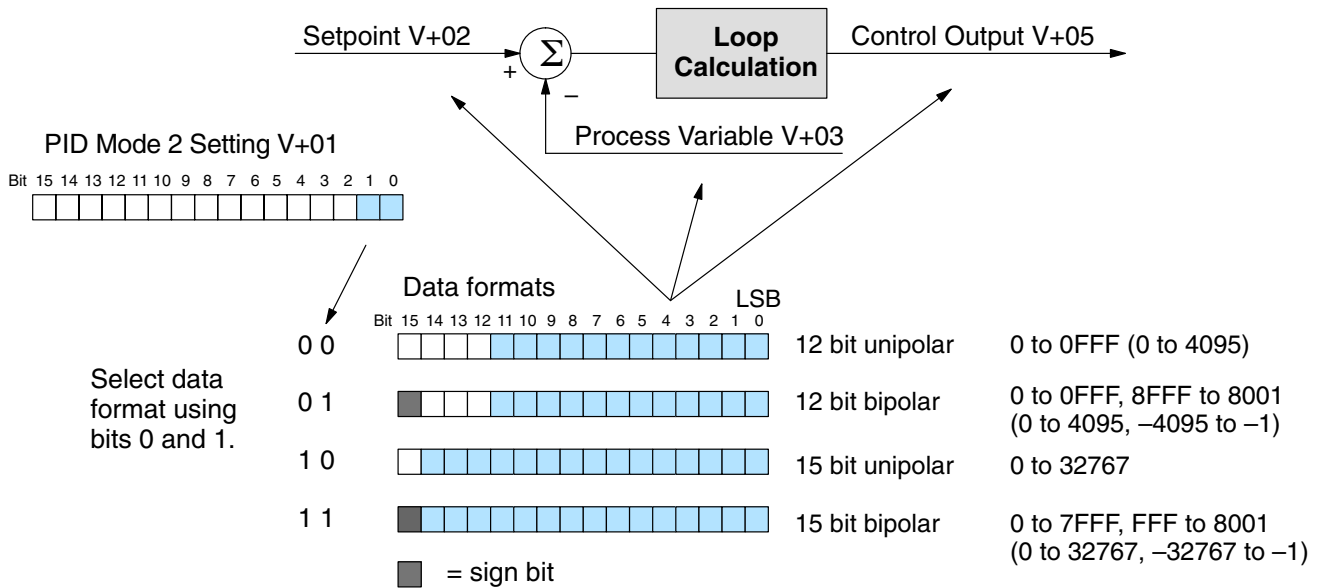 Setpoint V+02
+
Σ
–
Loop
Calculation
Control Output V+05
Process Variable V+03
PID Mode 2 Setting V+01
Bit 15 14 13 12 11 10 9 8 7 6 5 4 3 2 1 0
Data formats
LSB
Bit 15 14 13 12 11 10 9 8 7 6 5 4 3 2 1 0
Select data
format using
bits 0 and 1.
0 0
12 bit unipolar
0 to 0FFF (0 to 4095)
0 1
12 bit bipolar
0 to 0FFF, 8FFF to 8001
(0 to 4095, –4095 to –1)
1 0
15 bit unipolar
0 to 32767
1 1
15 bit bipolar
0 to 7FFF, FFF to 8001
(0 to 32767, –32767 to –1)
= sign bit